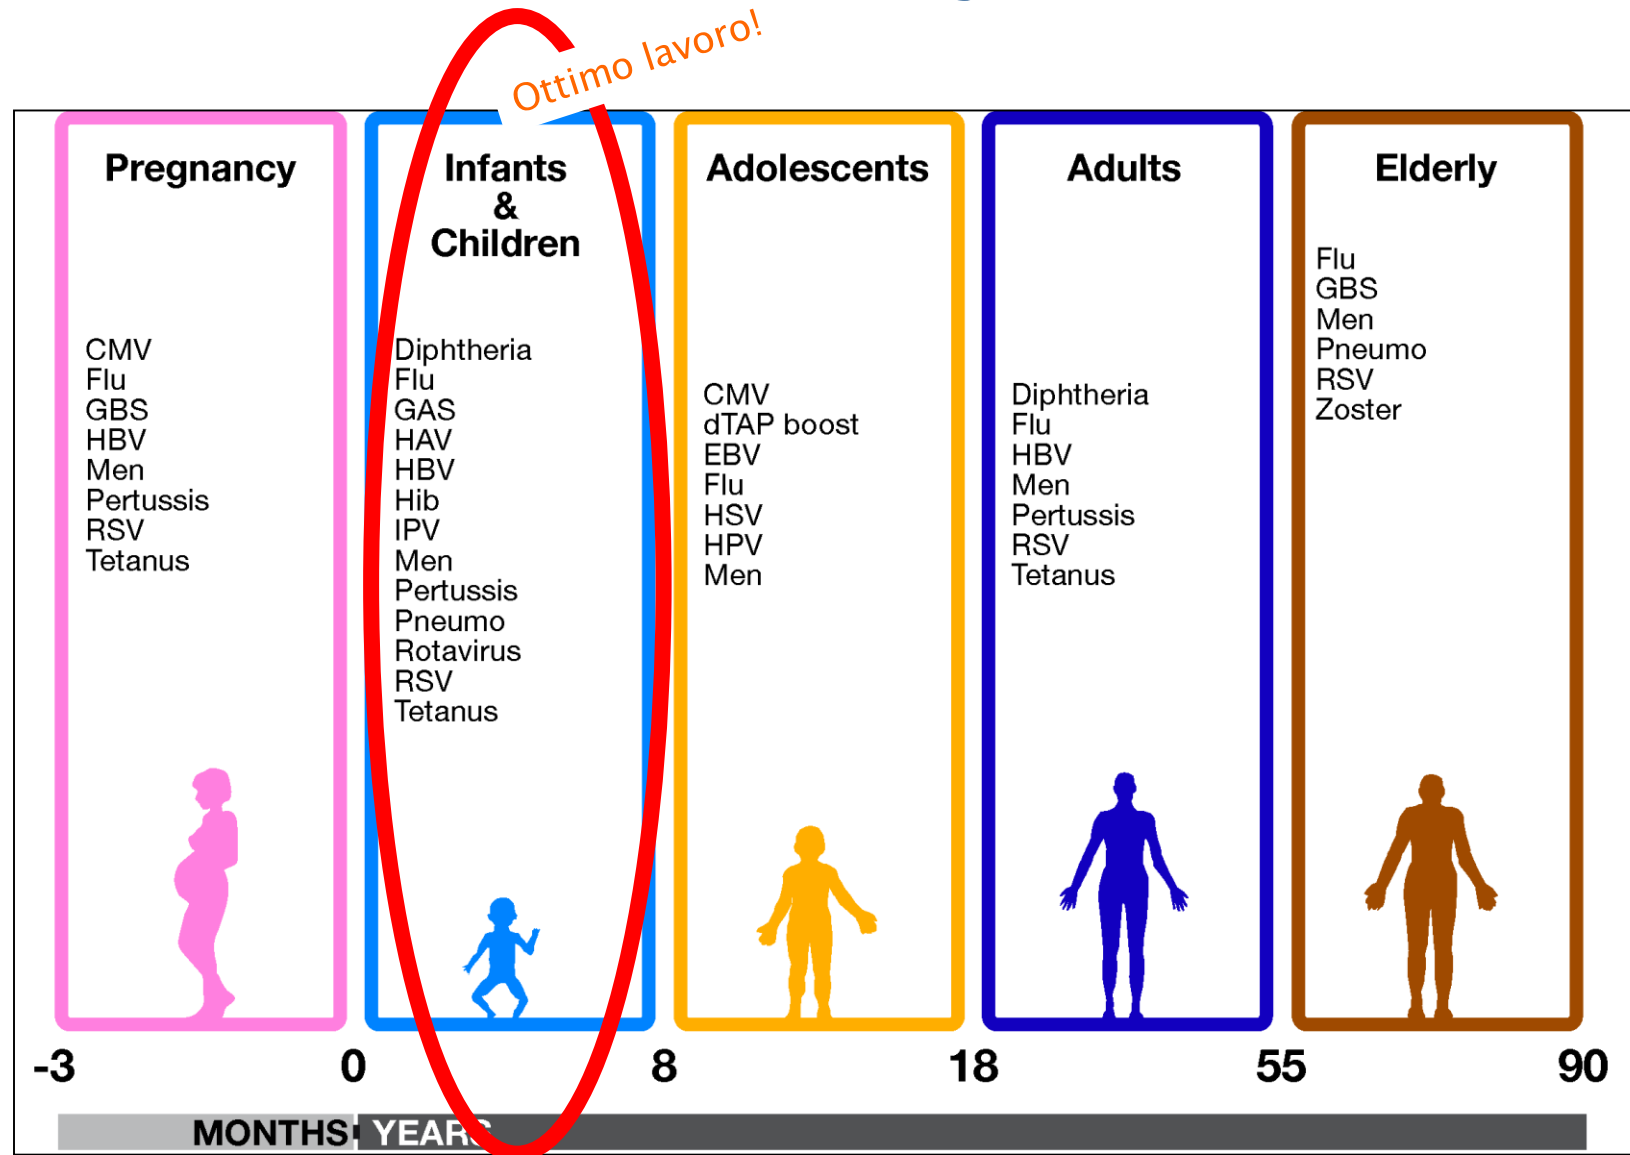 Ottimo lavoro!
Pregnancy
CMV
Flu
GBS
HBV
Men
Pertussis
RSV
Tetanus
Infants
&
Children
Diphtheria
Flu
GAS
HAV
HBV
Hib
IPV
Men
Pertussis
Pneumo
Rotavirus
RSV
Tetanus
Adolescents
CMV
dTAP boost
EBV
Flu
HSV
HPV
Men
Adults
Diphtheria
Flu
HBV
Men
Pertussis
RSV
Tetanus
Elderly
Flu
GBS
Men
Pneumo
RSV
Zoster
-3 0 8 18 55 90
MONTHS YEARS